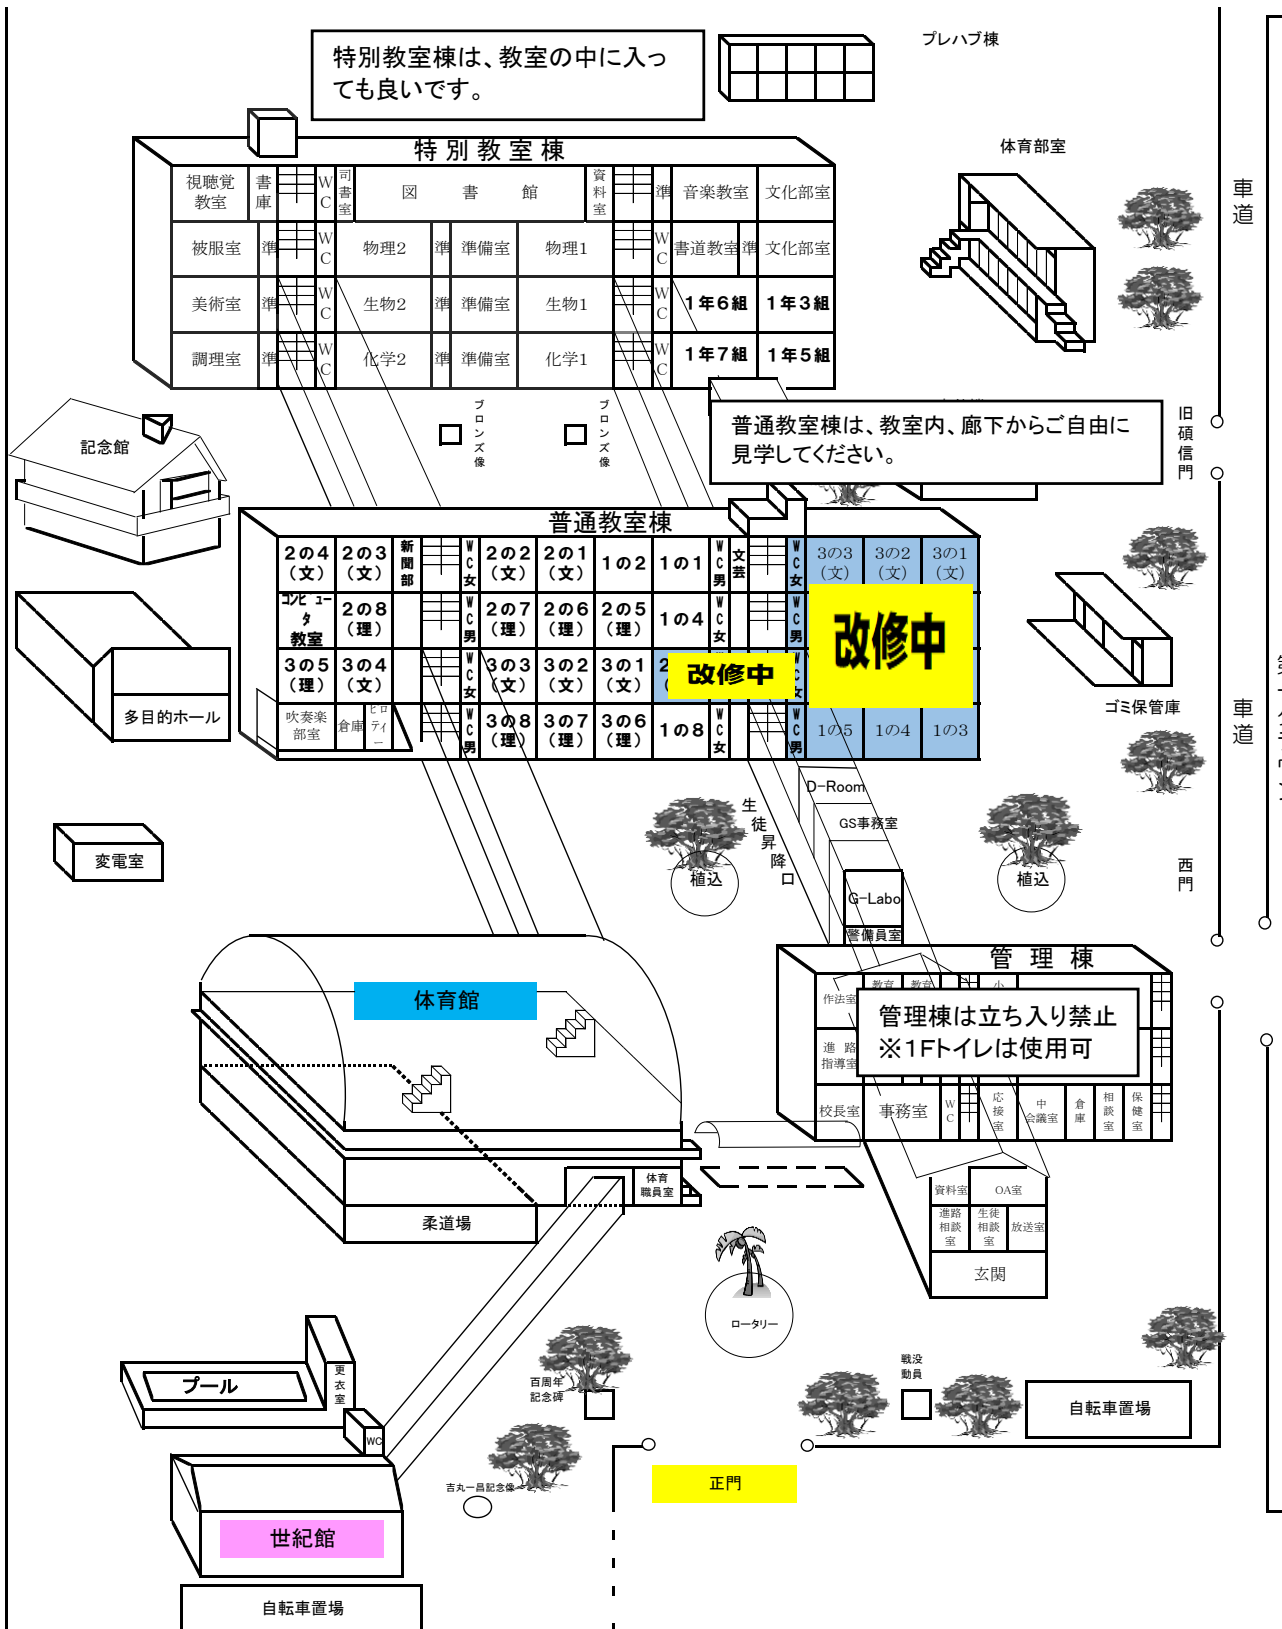 特別教室棟は、教室の中に入っ
ても良いです。
プレハブ棟
体育部室
車道
特別教室棟
視聴覚教室 書庫 WC 司書室 図書館 資料室 準 音楽教室 文化部室
被服室 準 WC 物理2 準 準備室 物理1 WC 書道教室 準 文化部室
美術室 準 WC 生物2 準 準備室 生物1 WC 1年6組 1年3組
調理室 準 WC 化学2 準 準備室 化学1 WC 1年7組 1年5組
ブロンズ像
ブロンズ像
記念館
普通教室棟は、教室内、廊下からご自由に
見学してください。
旧碩信門
普通教室棟
2の4(文) 2の3(文) 新聞部 WC女 2の2(文) 2の1(文) 1の2 1の1 WC男 文芸 WC女 3の3(文) 3の2(文) 3の1(文)
コンピュータ教室 2の8(理) WC男 2の7(理) 2の6(理) 2の5(理) 1の4 WC女 WC男 改修中
3の5(理) 3の4(文) WC女 3の3(文) 3の2(文) 3の1(文) 2 改修中 女
吹奏楽部室 倉庫 ピロティー WC男 3の8(理) 3の7(理) 3の6(理) 1の8 WC女 WC男 1の5 1の4 1の3
多目的ホール
ゴミ保管庫
車道
D-Room
GS事務室
生徒昇降口
変電室
植込
植込
西門
G-Labo
警備員室
管理棟
作法室 教育 教育 小
体育館
管理棟は立ち入り禁止
※1Fトイレは使用可
進路指導室
校長室 事務室 WC 応接室 中会議室 倉庫 相談室 保健室
体育職員室
柔道場
資料室 OA室
進路相談室 生徒相談室 放送室
玄関
ロータリー
プール
更衣室
百周年
記念碑
戦没
動員
自転車置場
WC
吉丸一昌記念像
正門
世紀館
自転車置場